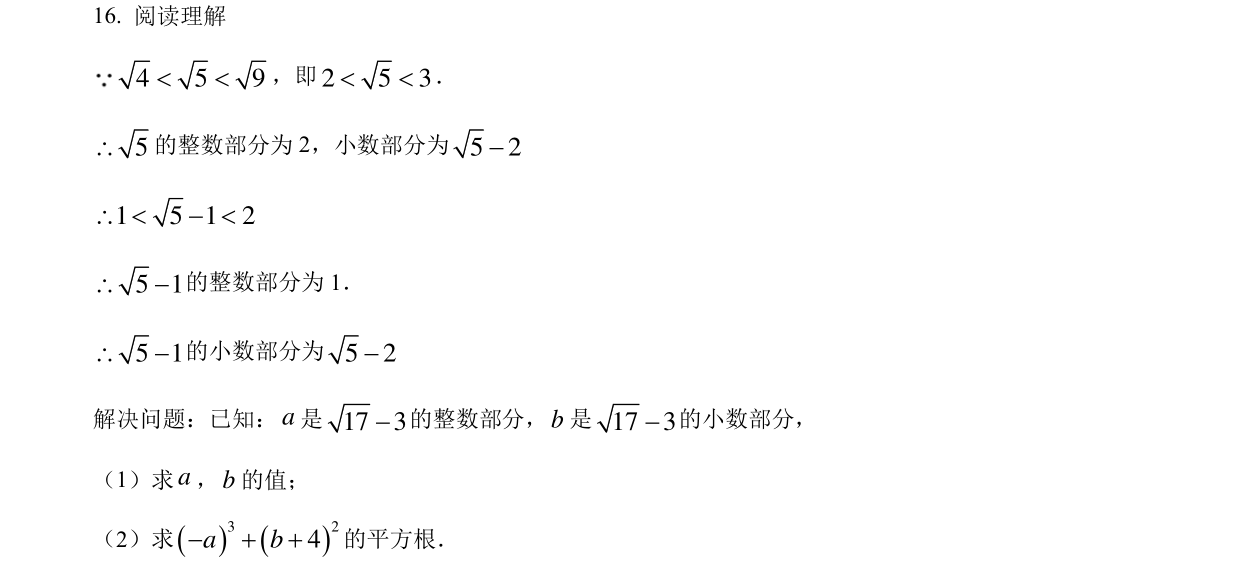 16. 阅读理解
∵√4<√5<√9，即2<√5<3．
∴√5的整数部分为2，小数部分为√5−2
∴1<√5−1<2
∴√5−1的整数部分为1．
∴√5−1的小数部分为√5−2
解决问题：已知：a是√17−3的整数部分，b是√17−3的小数部分，
（1）求a，b的值；
（2）求(−a)³+(b+4)²的平方根．